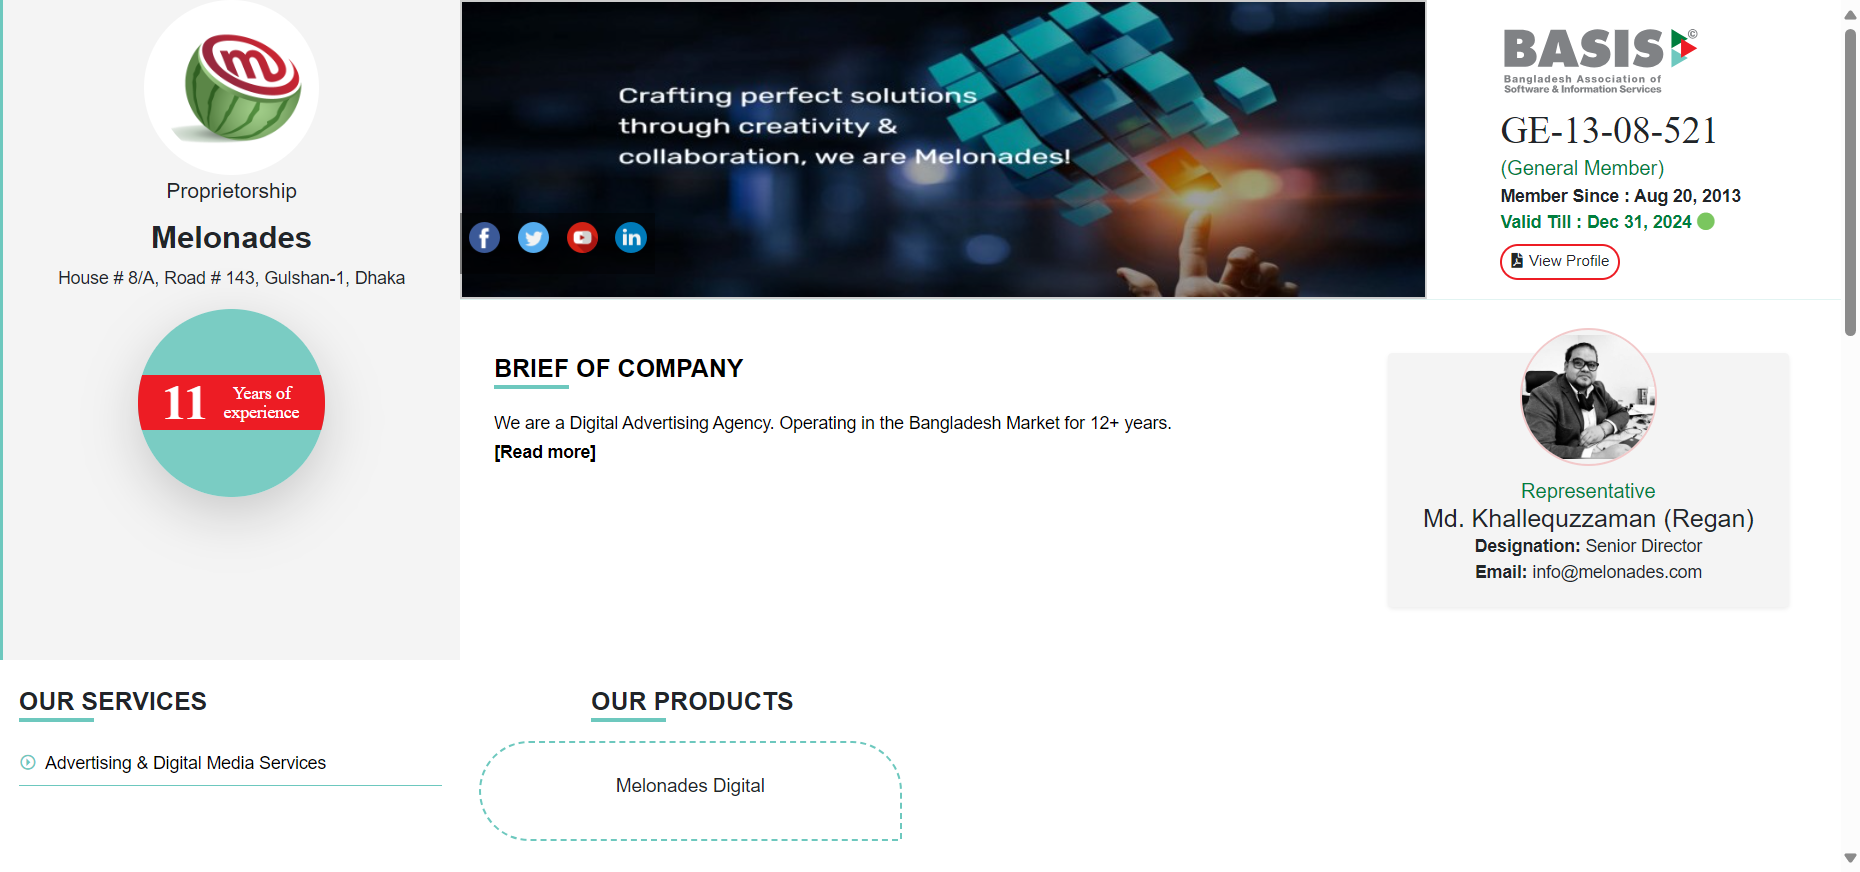 m
Proprietorship
Melonades
House # 8/A, Road # 143, Gulshan-1, Dhaka
11
Years of
experience
Crafting perfect solutions
through creativity &
collaboration, we are Melonades!
f
in
BASIS ©
Bangladesh Association of
Software & Information Services
GE-13-08-521
(General Member)
Member Since : Aug 20, 2013
Valid Till : Dec 31, 2024
View Profile
BRIEF OF COMPANY
We are a Digital Advertising Agency. Operating in the Bangladesh Market for 12+ years.
[Read more]
Representative
Md. Khallequzzaman (Regan)
Designation: Senior Director
Email: info@melonades.com
OUR SERVICES
Advertising & Digital Media Services
OUR PRODUCTS
Melonades Digital